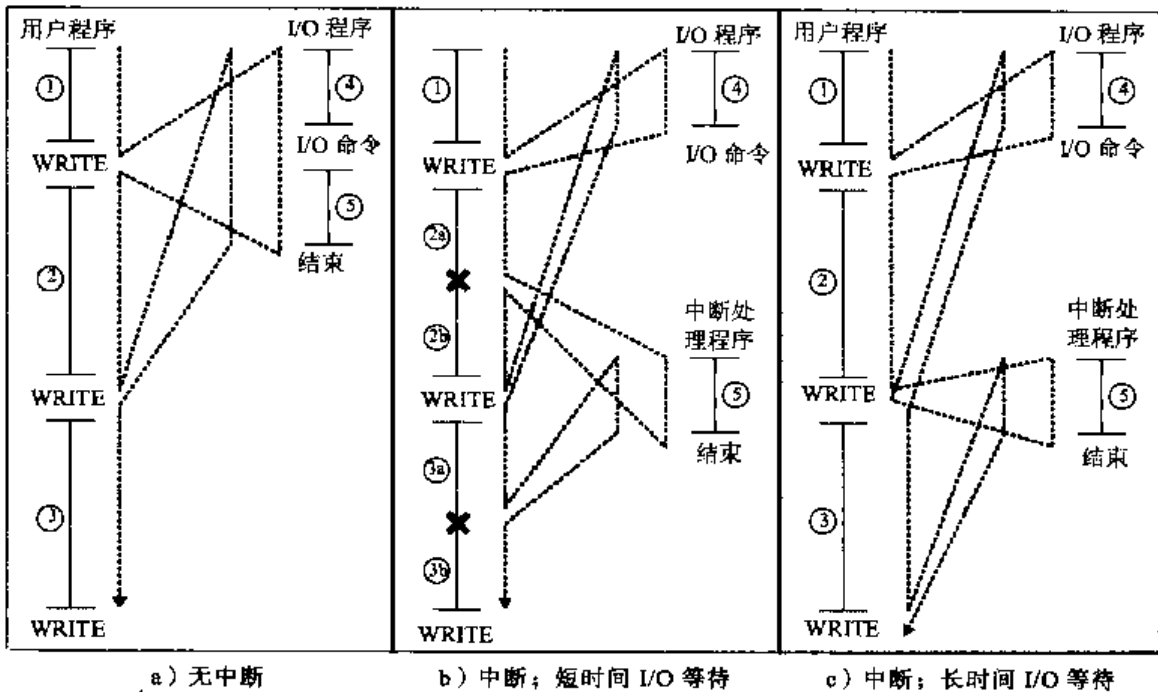 用户程序
I/O 程序
①
④
WRITE
I/O 命令
⑤
②
结束
WRITE
③
WRITE
a）无中断
I/O 程序
①
④
WRITE
I/O 命令
2a
2b
中断处
理程序
WRITE
⑤
结束
3a
3b
WRITE
b）中断；短时间 I/O 等待
用户程序
I/O 程序
①
④
WRITE
I/O 命令
②
中断处
理程序
WRITE
⑤
结束
③
WRITE
c）中断；长时间 I/O 等待